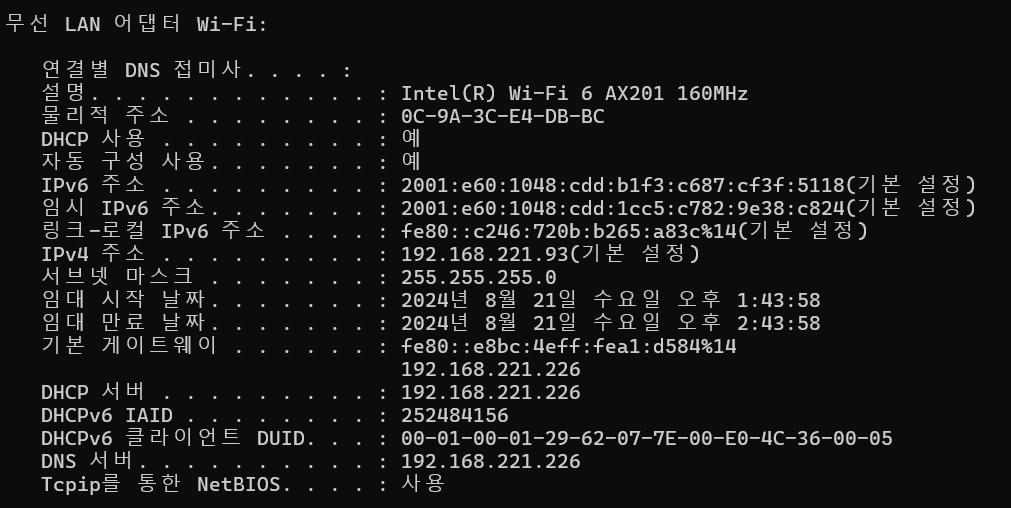 무선 LAN 어댑터 Wi-Fi:
연결별 DNS 접미사. . . . :
설명. . . . . . . . . . . . : Intel(R) Wi-Fi 6 AX201 160MHz
물리적 주소 . . . . . . . . : 0C-9A-3C-E4-DB-BC
DHCP 사용 . . . . . . . . . : 예
자동 구성 사용. . . . . . . : 예
IPv6 주소 . . . . . . . . . : 2001:e60:1048:cdd:b1f3:c687:cf3f:5118(기본 설정)
임시 IPv6 주소. . . . . . . : 2001:e60:1048:cdd:1cc5:c782:9e38:c824(기본 설정)
링크-로컬 IPv6 주소 . . . . : fe80::c246:720b:b265:a83c%14(기본 설정)
IPv4 주소 . . . . . . . . . : 192.168.221.93(기본 설정)
서브넷 마스크 . . . . . . . : 255.255.255.0
임대 시작 날짜. . . . . . . : 2024년 8월 21일 수요일 오후 1:43:58
임대 만료 날짜. . . . . . . : 2024년 8월 21일 수요일 오후 2:43:58
기본 게이트웨이 . . . . . . : fe80::e8bc:4eff:fea1:d584%14
192.168.221.226
DHCP 서버 . . . . . . . . . : 192.168.221.226
DHCPv6 IAID . . . . . . . . : 252484156
DHCPv6 클라이언트 DUID. . . : 00-01-00-01-29-62-07-7E-00-E0-4C-36-00-05
DNS 서버. . . . . . . . . . : 192.168.221.226
Tcpip를 통한 NetBIOS. . . . : 사용